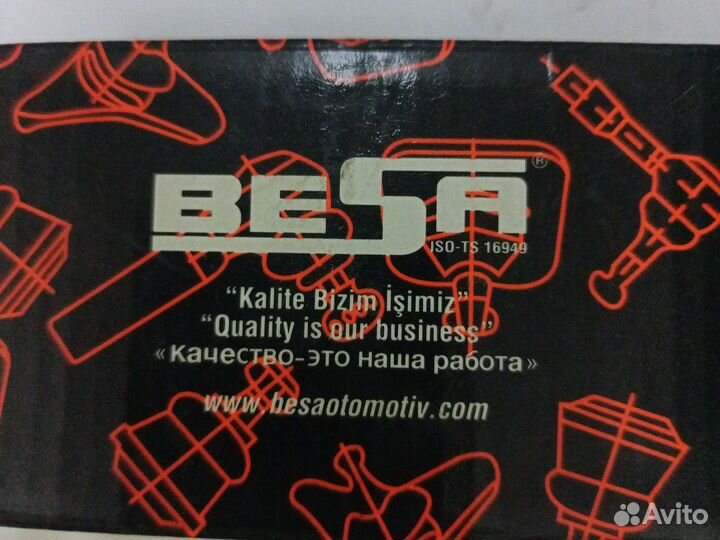 BESA®
ISO-TS 16949
"Kalite Bizim İşimiz"
"Quality is our business"
«Качество-это наша работа»
www.besaotomotiv.com
Avito